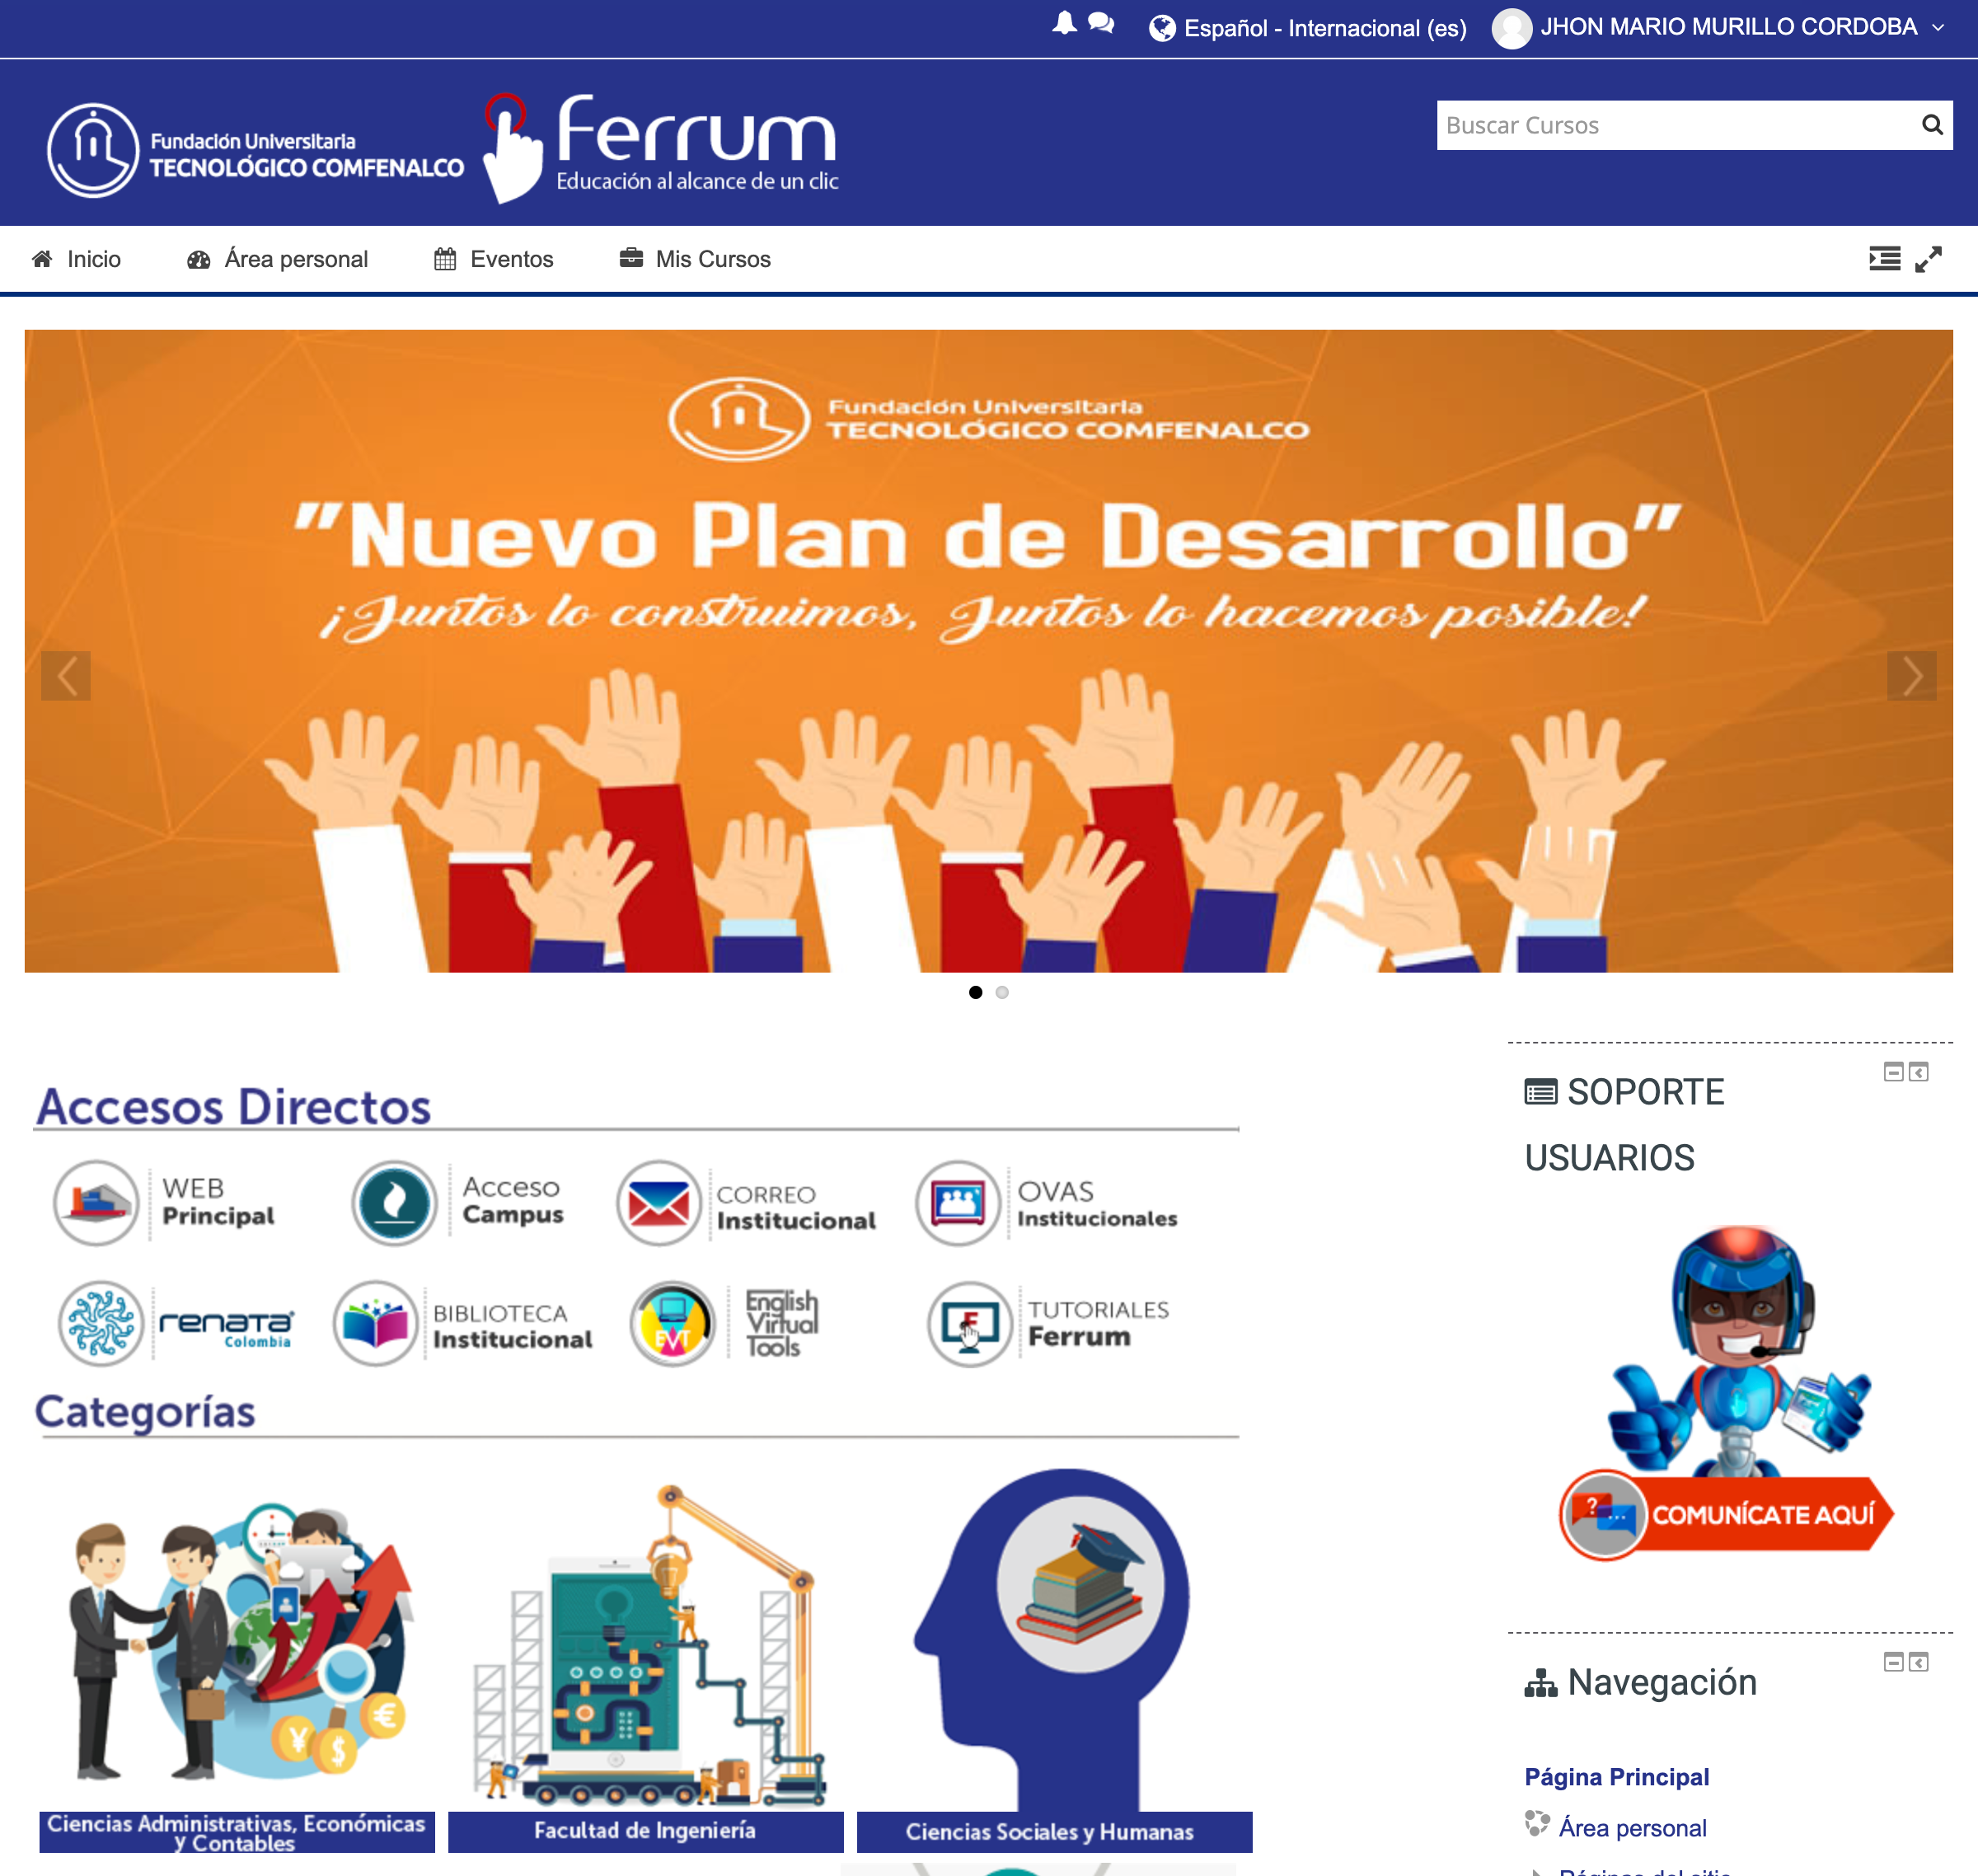 Español - Internacional (es) JHON MARIO MURILLO CORDOBA
Fundación Universitaria
TECNOLÓGICO COMFENALCO
Ferrum
Educación al alcance de un clic
Buscar Cursos
Inicio Área personal Eventos Mis Cursos
Fundación Universitaria
TECNOLÓGICO COMFENALCO
"Nuevo Plan de Desarrollo"
¡Juntos lo construimos, Juntos lo hacemos posible!
Accesos Directos
WEB
Principal
Acceso
Campus
CORREO
Institucional
OVAS
Institucionales
renata
Colombia
BIBLIOTECA
Institucional
EVT
English
Virtual
Tools
F
TUTORIALES
Ferrum
Categorías
Ciencias Administrativas, Económicas
y Contables
Facultad de Ingeniería
Ciencias Sociales y Humanas
SOPORTE
USUARIOS
?
...
COMUNÍCATE AQUÍ
Navegación
Página Principal
Área personal
Páginas del sitio